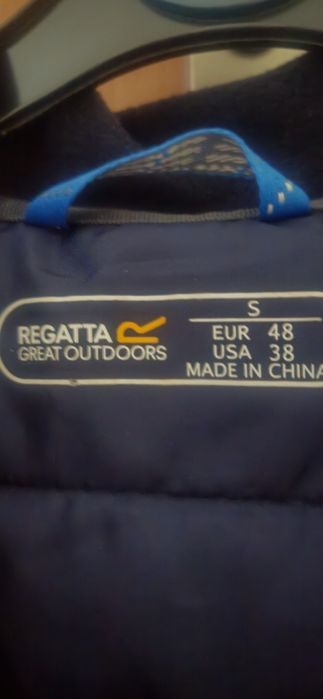 REGATTA
GREAT OUTDOORS
S
EUR 48
USA 38
MADE IN CHINA